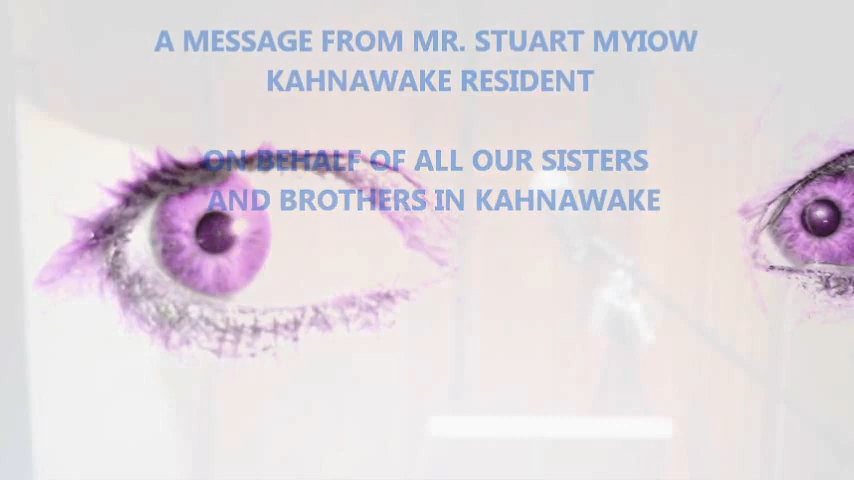 A MESSAGE FROM MR. STUART MYIOW
KAHNAWAKE RESIDENT
ON BEHALF OF ALL OUR SISTERS
AND BROTHERS IN KAHNAWAKE